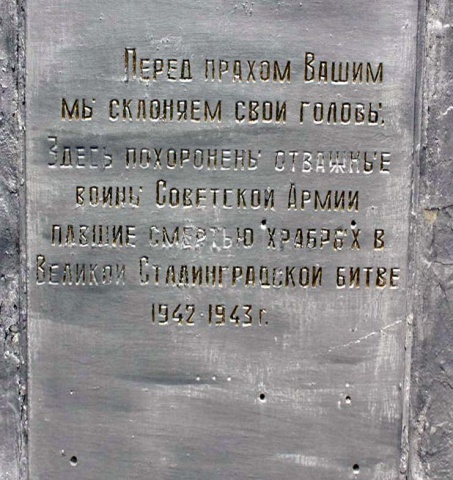 Перед прахом Вашим
мы склоняем свои головы.
Здесь похоронены отважные
воины Советской Армии
павшие смертью храбрых в
Великой Сталинградской битве
1942-1943 г.